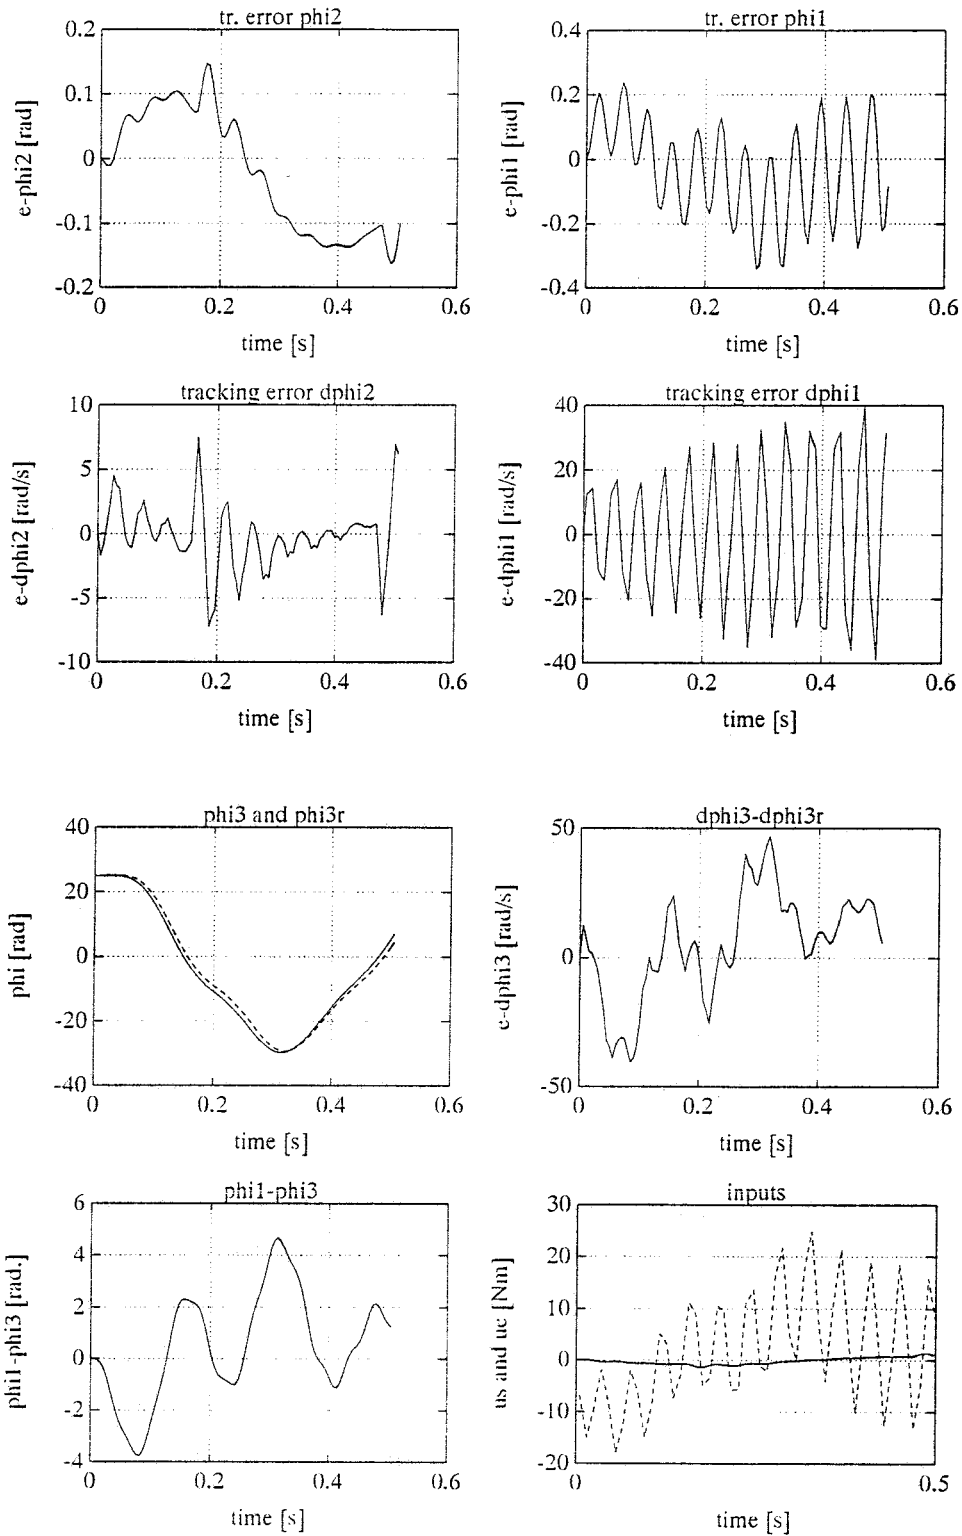 tr. error phi2
0.2
0.1
0
-0.1
-0.2
e-phi2 [rad]
0 0.2 0.4 0.6
time [s]
tr. error phi1
0.4
0.2
0
-0.2
-0.4
e-phi1 [rad]
0 0.2 0.4 0.6
time [s]
tracking error dphi2
10
5
0
-5
-10
e-dphi2 [rad/s]
0 0.2 0.4 0.6
time [s]
tracking error dphi1
40
20
0
-20
-40
e-dphi1 [rad/s]
0 0.2 0.4 0.6
time [s]
phi3 and phi3r
40
20
0
-20
-40
phi [rad]
0 0.2 0.4 0.6
time [s]
dphi3-dphi3r
50
0
-50
e-dphi3 [rad/s]
0 0.2 0.4 0.6
time [s]
phi1-phi3
6
4
2
0
-2
-4
phi1-phi3 [rad.]
0 0.2 0.4 0.6
time [s]
inputs
30
20
10
0
-10
-20
us and uc [Nm]
0 0.5
time [s]